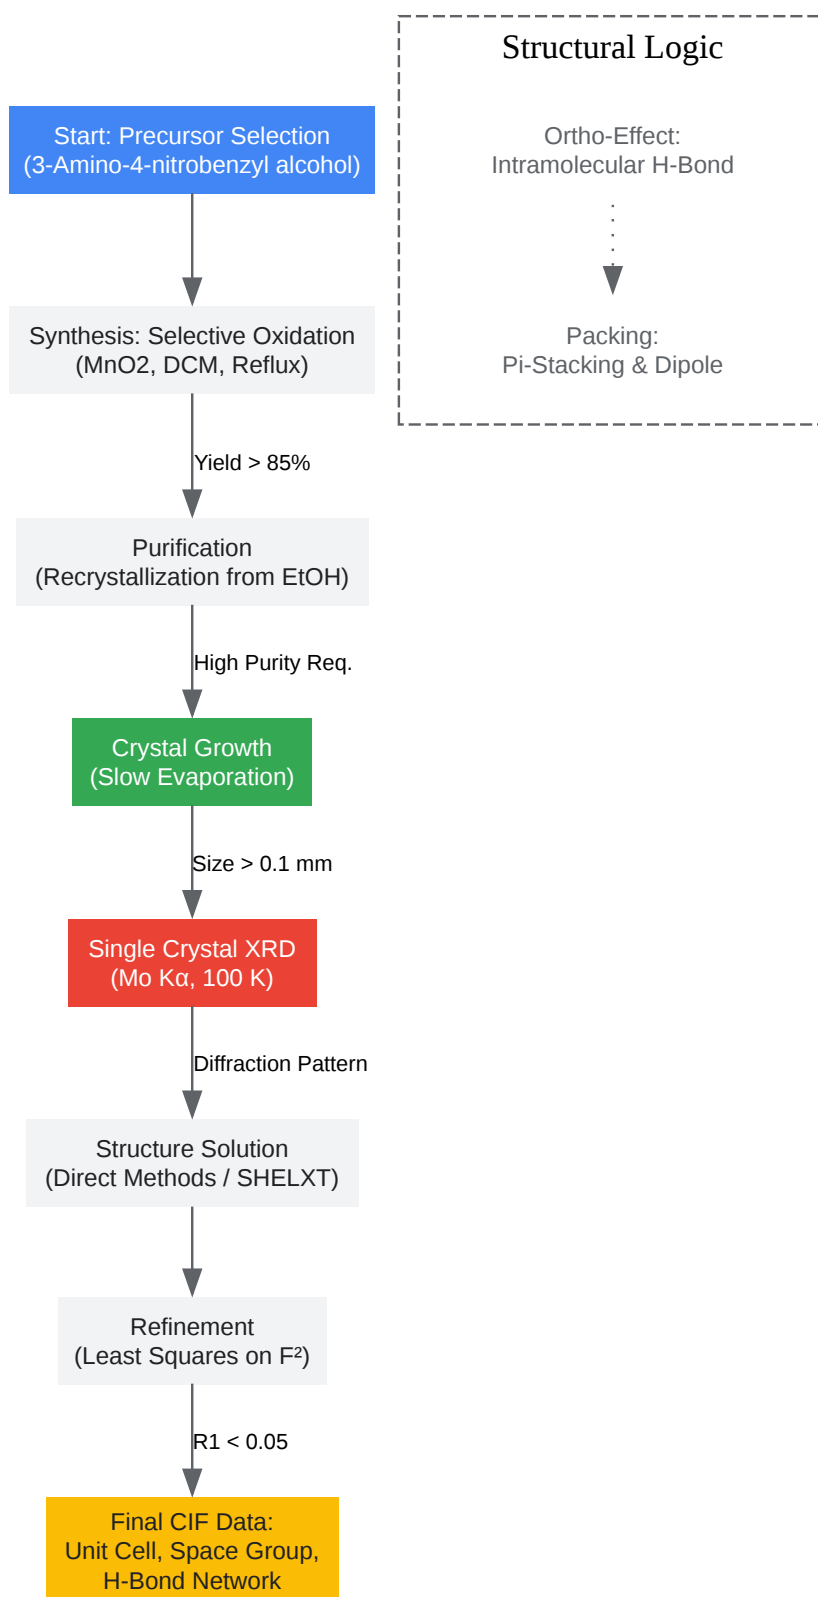 Structural Logic
Ortho-Effect:
Intramolecular H-Bond
Packing:
Pi-Stacking & Dipole
Start: Precursor Selection
(3-Amino-4-nitrobenzyl alcohol)
Synthesis: Selective Oxidation
(MnO2, DCM, Reflux)
Yield > 85%
Purification
(Recrystallization from EtOH)
High Purity Req.
Crystal Growth
(Slow Evaporation)
Size > 0.1 mm
Single Crystal XRD
(Mo Kα, 100 K)
Diffraction Pattern
Structure Solution
(Direct Methods / SHELXT)
Refinement
(Least Squares on F²)
R1 < 0.05
Final CIF Data:
Unit Cell, Space Group,
H-Bond Network